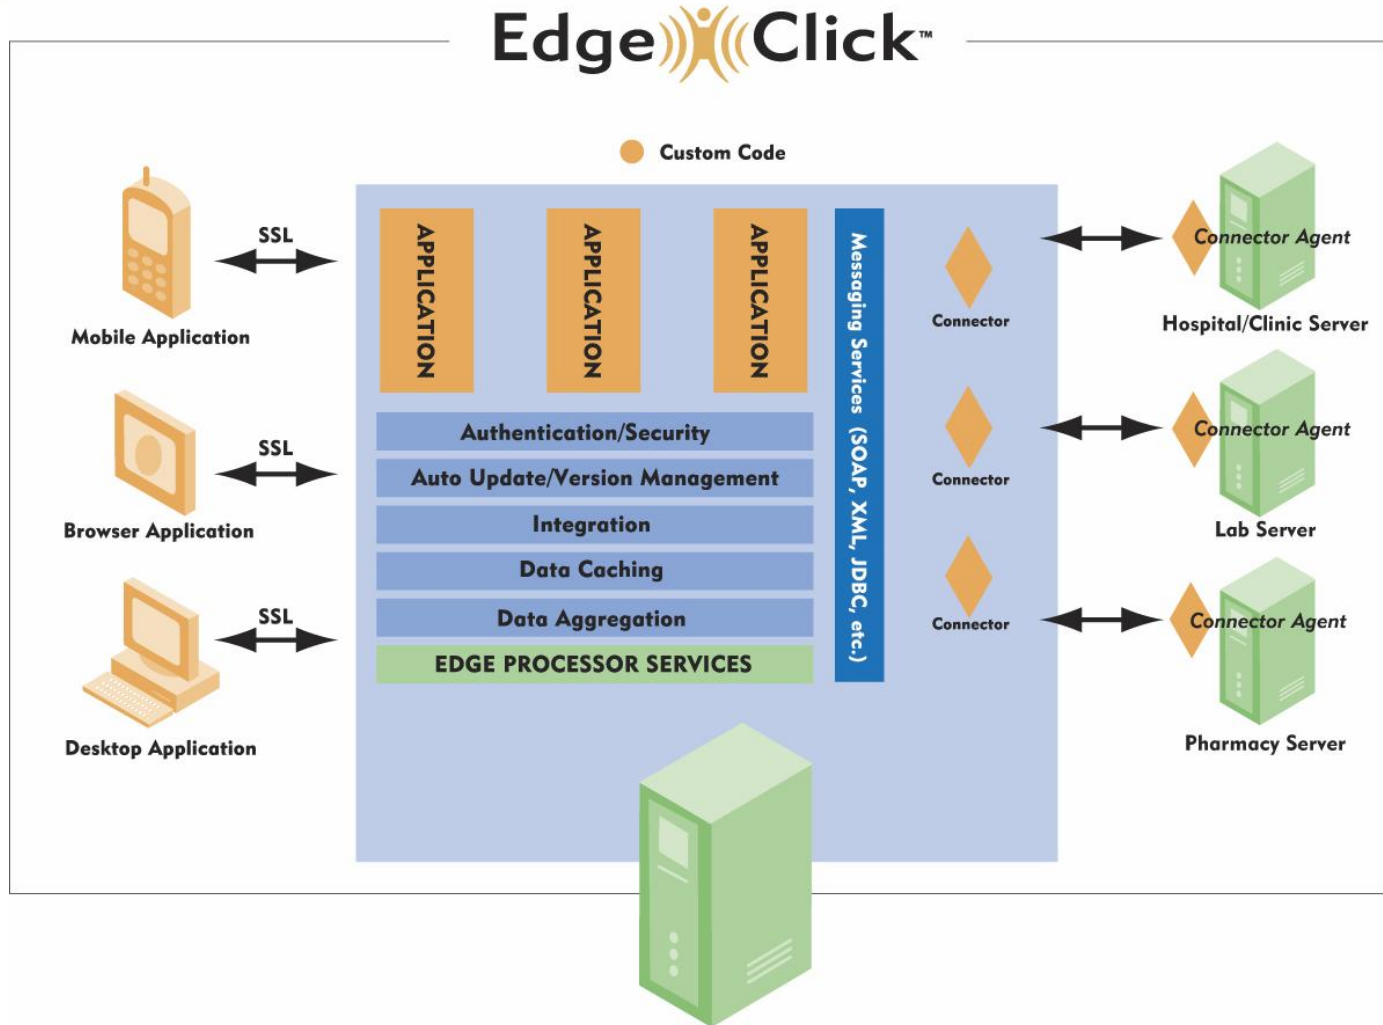 Edge Click™
Custom Code
SSL
Mobile Application
SSL
Browser Application
SSL
Desktop Application
APPLICATION
APPLICATION
APPLICATION
Authentication/Security
Auto Update/Version Management
Integration
Data Caching
Data Aggregation
EDGE PROCESSOR SERVICES
Messaging Services (SOAP, XML, JDBC, etc.)
Connector
Connector
Connector
Connector Agent
Hospital/Clinic Server
Connector Agent
Lab Server
Connector Agent
Pharmacy Server